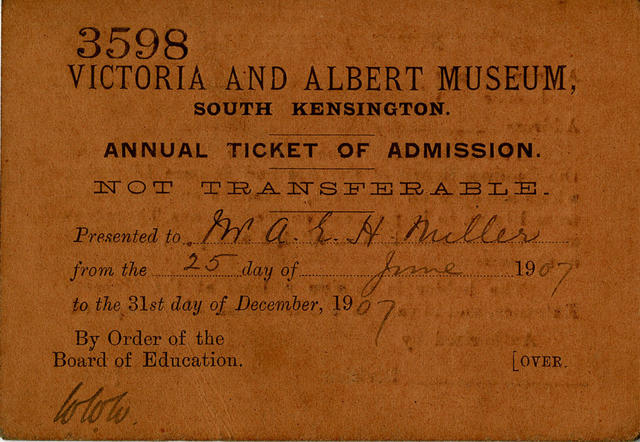 3598
VICTORIA AND ALBERT MUSEUM,
SOUTH KENSINGTON.
ANNUAL TICKET OF ADMISSION.
NOT TRANSFERABLE.
Presented to Mr A. E. H. Miller
from the 25 day of June 1907
to the 31st day of December, 1907
By Order of the
Board of Education.
[OVER.